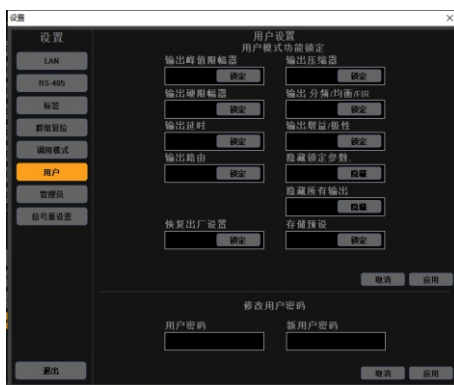 设置
设置
LAN
RS-485
标签
群组复位
调用模式
用户
管理员
信号源设置
退出
用户设置
用户模式功能锁定
输出峰值限幅器 输出压缩器
锁定 锁定
输出硬限幅器 输出 分频/均衡/FIR
锁定 锁定
输出延时 输出增益/极性
锁定 锁定
输出路由 隐藏锁定参数.
锁定 隐藏
隐藏所有输出
隐藏
恢复出厂设置 存储预设
锁定 锁定
取消 应用
修改用户密码
用户密码 新用户密码
取消 应用